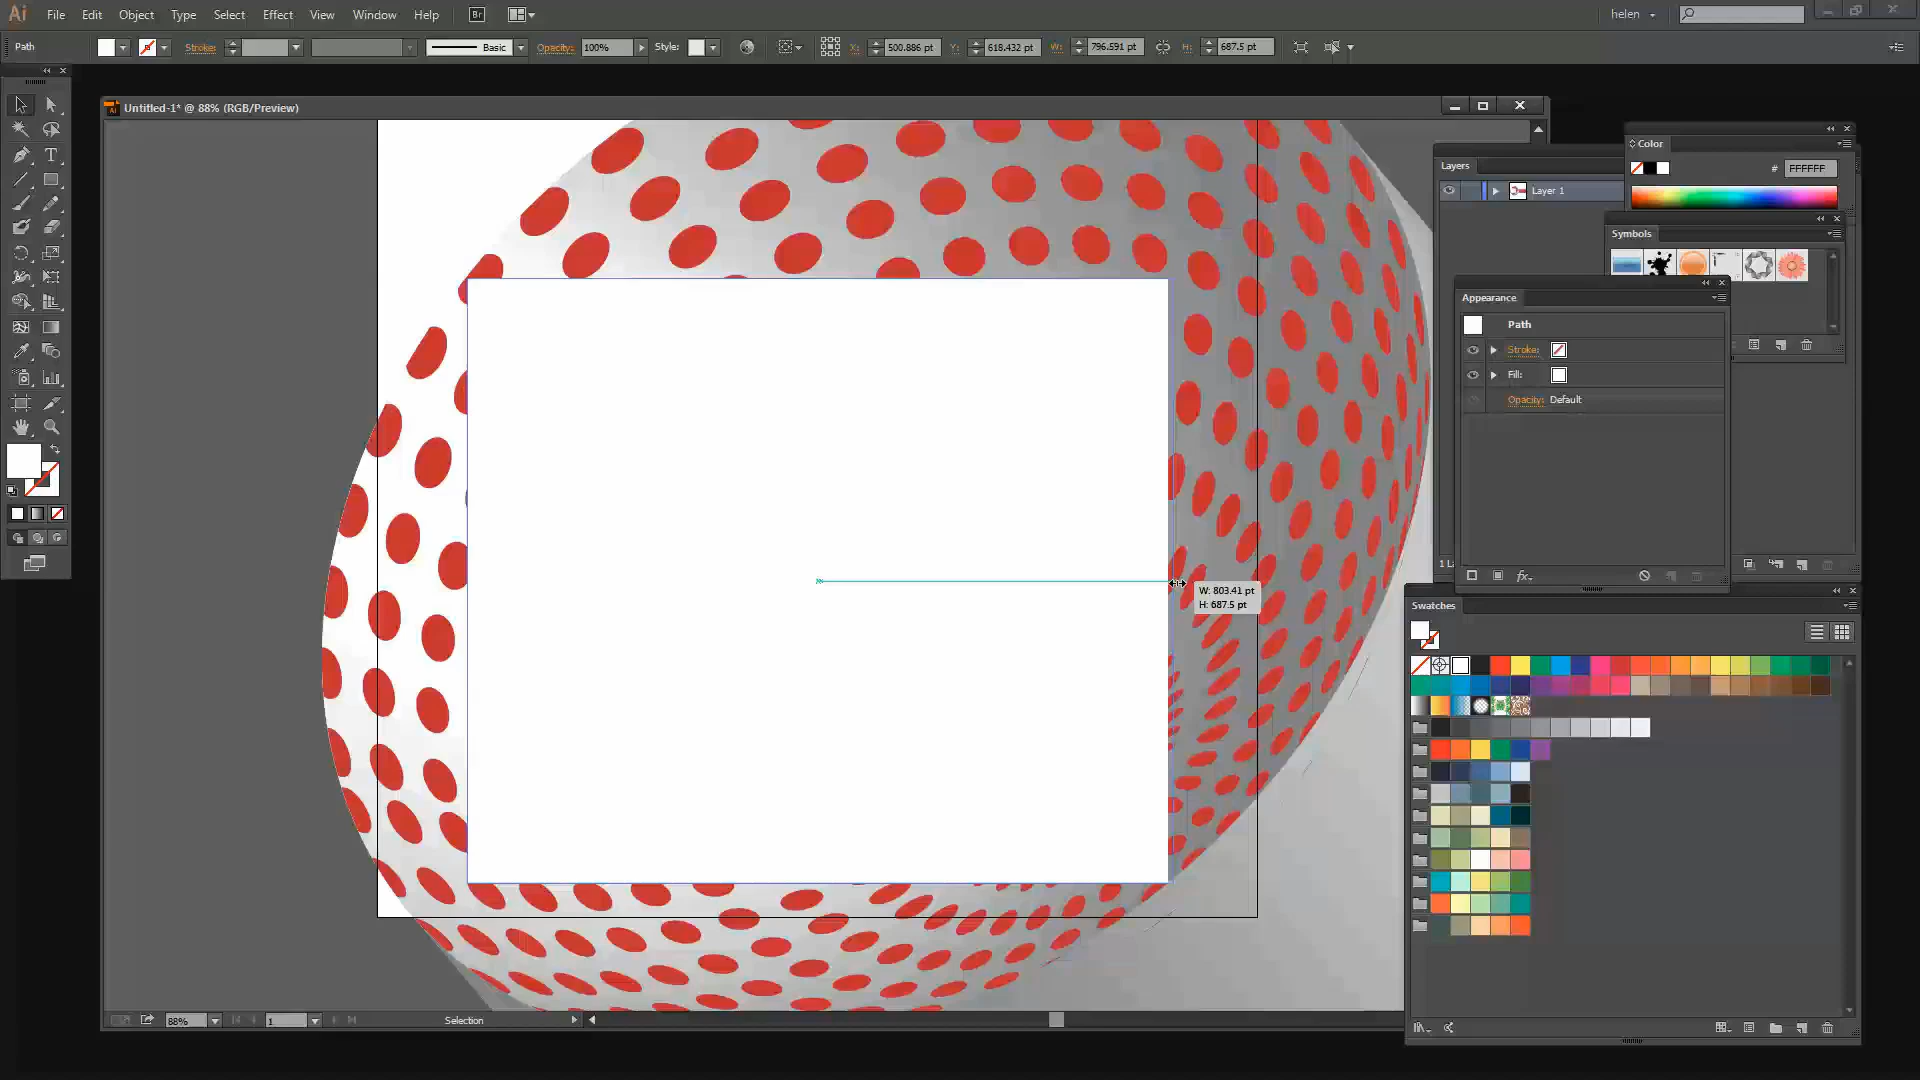 Ai File Edit Object Type Select Effect View Window Help Br helen
Path Stroke: Basic Opacity: 100% Style: X: 500.886 pt Y: 618.432 pt W: 796.591 pt H: 687.5 pt
Untitled-1* @ 88% (RGB/Preview)
Color
# FFFFFF
Layers
Layer 1
Symbols
Appearance
Path
Stroke:
Fill:
Opacity: Default
fx
W: 803.41 pt
H: 687.5 pt
Swatches
88% 1 Selection